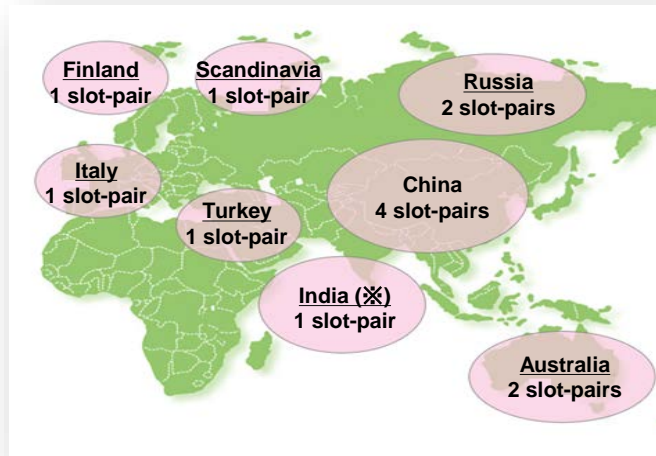 Finland
1 slot-pair
Scandinavia
1 slot-pair
Russia
2 slot-pairs
Italy
1 slot-pair
China
4 slot-pairs
Turkey
1 slot-pair
India (※)
1 slot-pair
Australia
2 slot-pairs